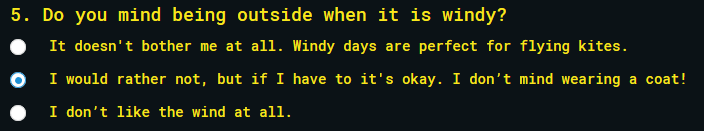 5. Do you mind being outside when it is windy?
It doesn't bother me at all. Windy days are perfect for flying kites.
I would rather not, but if I have to it's okay. I don’t mind wearing a coat!
I don’t like the wind at all.